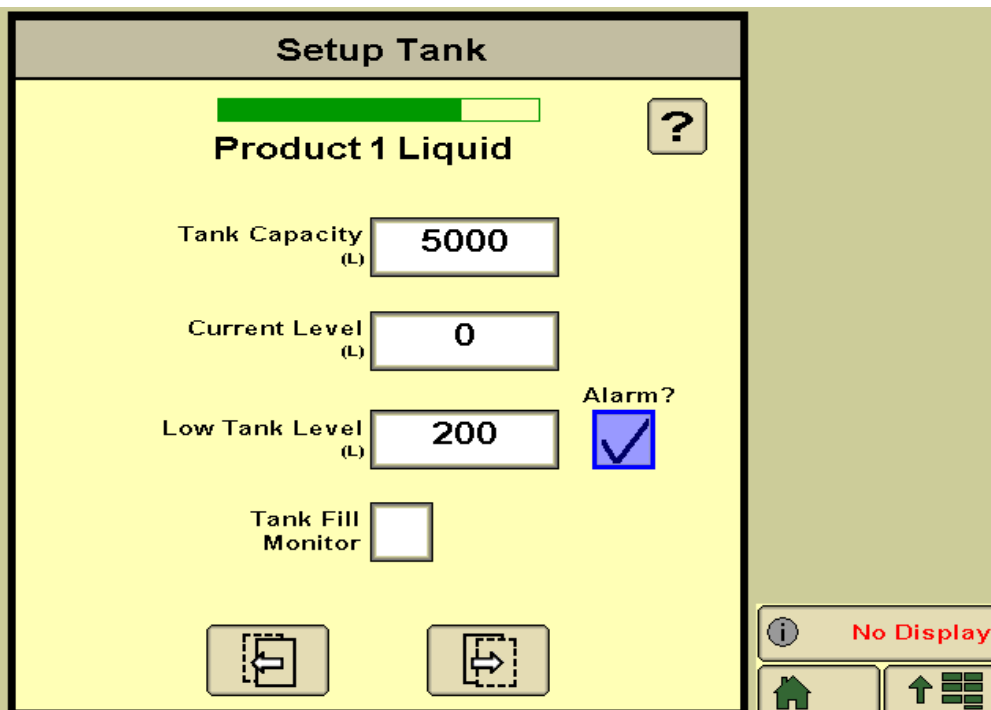 Setup Tank
?
Product 1 Liquid
Tank Capacity
(L)
5000
Current Level
(L)
0
Alarm?
Low Tank Level
(L)
200
Tank Fill
Monitor
i
No Display